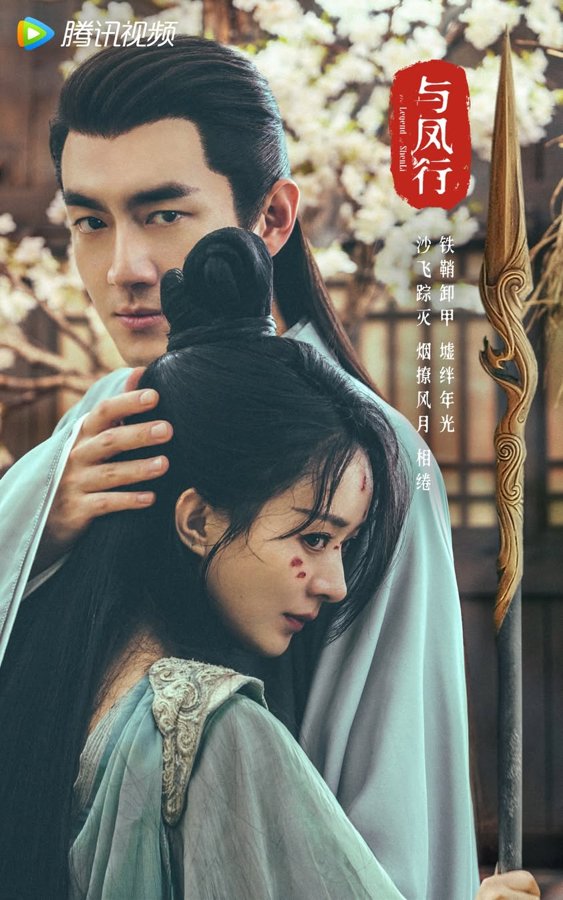 腾讯视频
与凤行
The Legend of ShenLi
铁鞘卸甲 墟绊年光
沙飞踪灭 烟撩风月 相绻